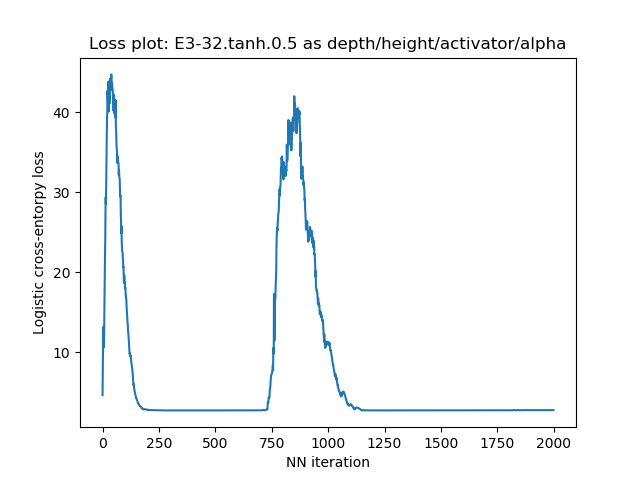 Loss plot: E3-32.tanh.0.5 as depth/height/activator/alpha
40
30
20
10
Logistic cross-entorpy loss
0 250 500 750 1000 1250 1500 1750 2000
NN iteration